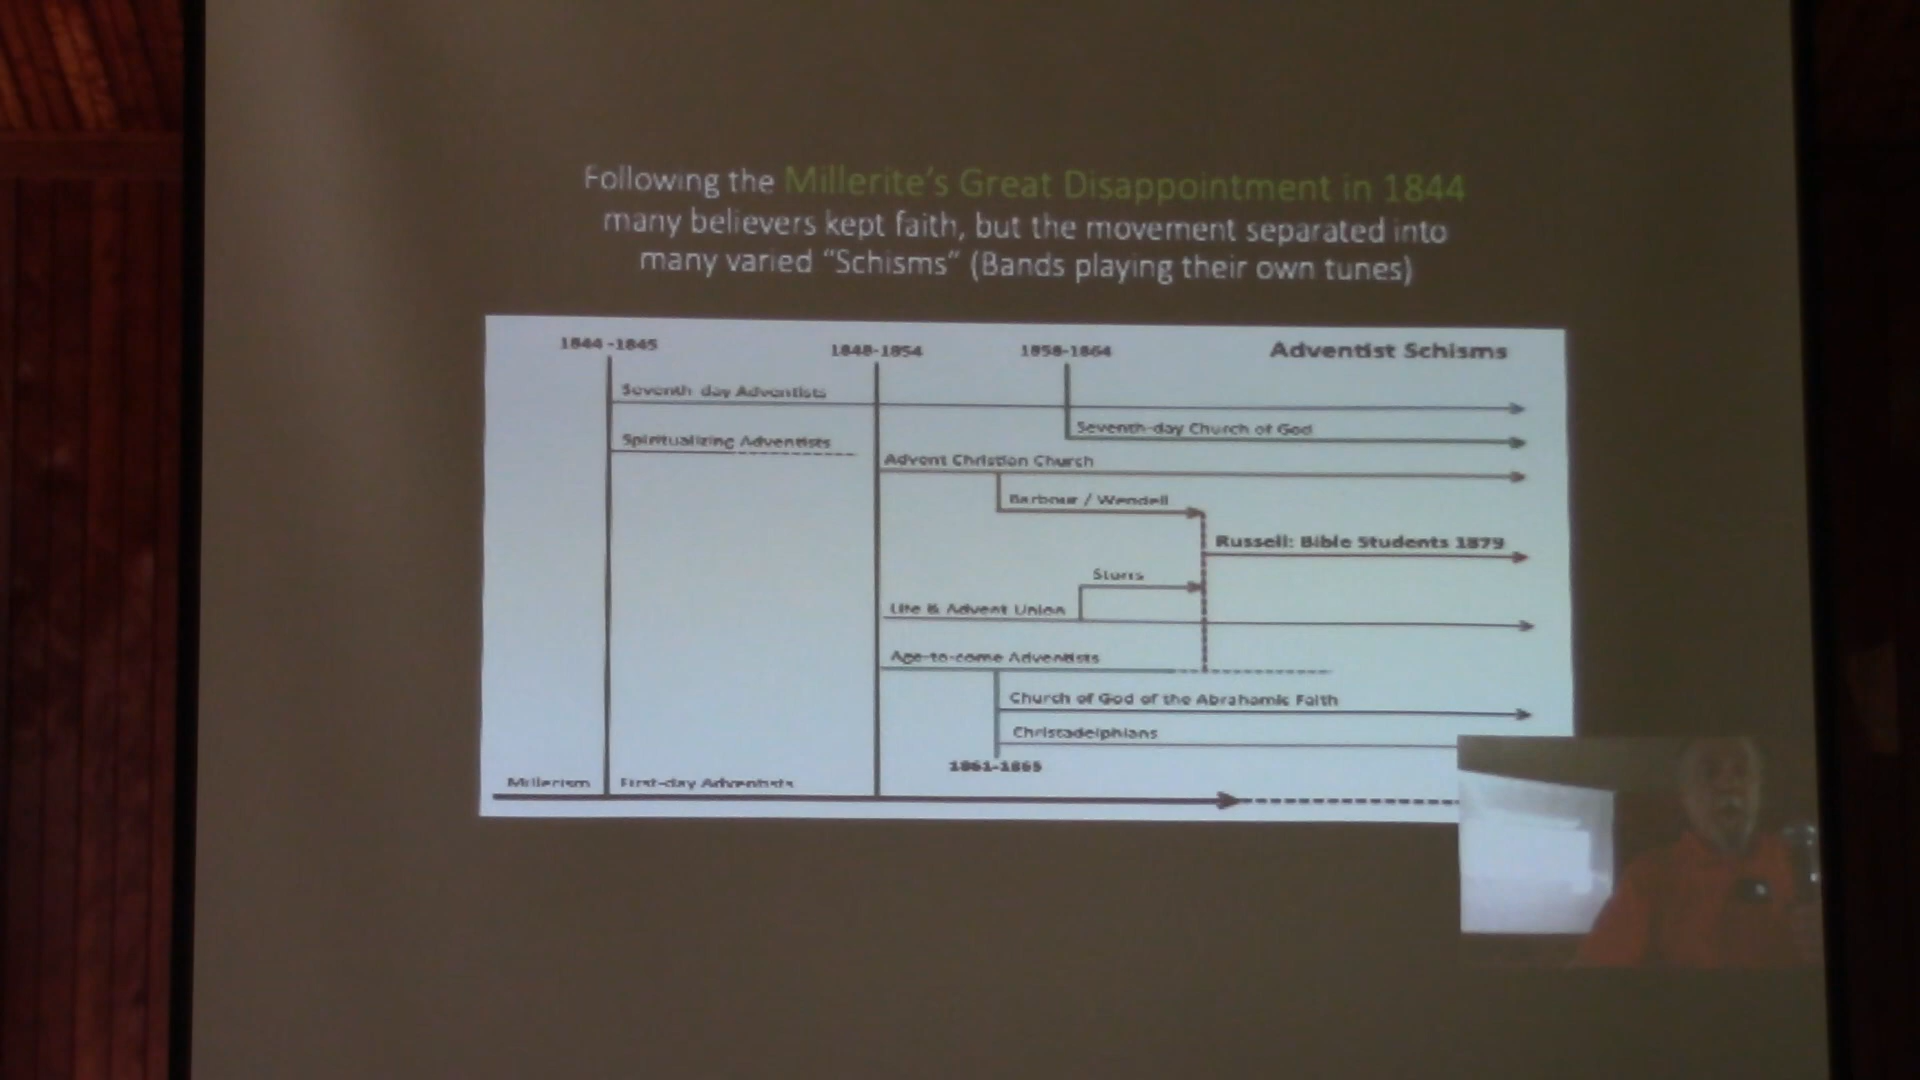 Following the Millerite's Great Disappointment in 1844
many believers kept faith, but the movement separated into
many varied "Schisms" (Bands playing their own tunes)
1844 -1845
1848-1854
1858-1864
Adventist Schisms
Seventh-day Adventists
Seventh-day Church of God
Spiritualizing Adventists
Advent Christian Church
Barbour / Wendell
Russell: Bible Students 1879
Storrs
Life & Advent Union
Age-to-come Adventists
Church of God of the Abrahamic Faith
Christadelphians
1861-1865
Millerism
First-day Adventists